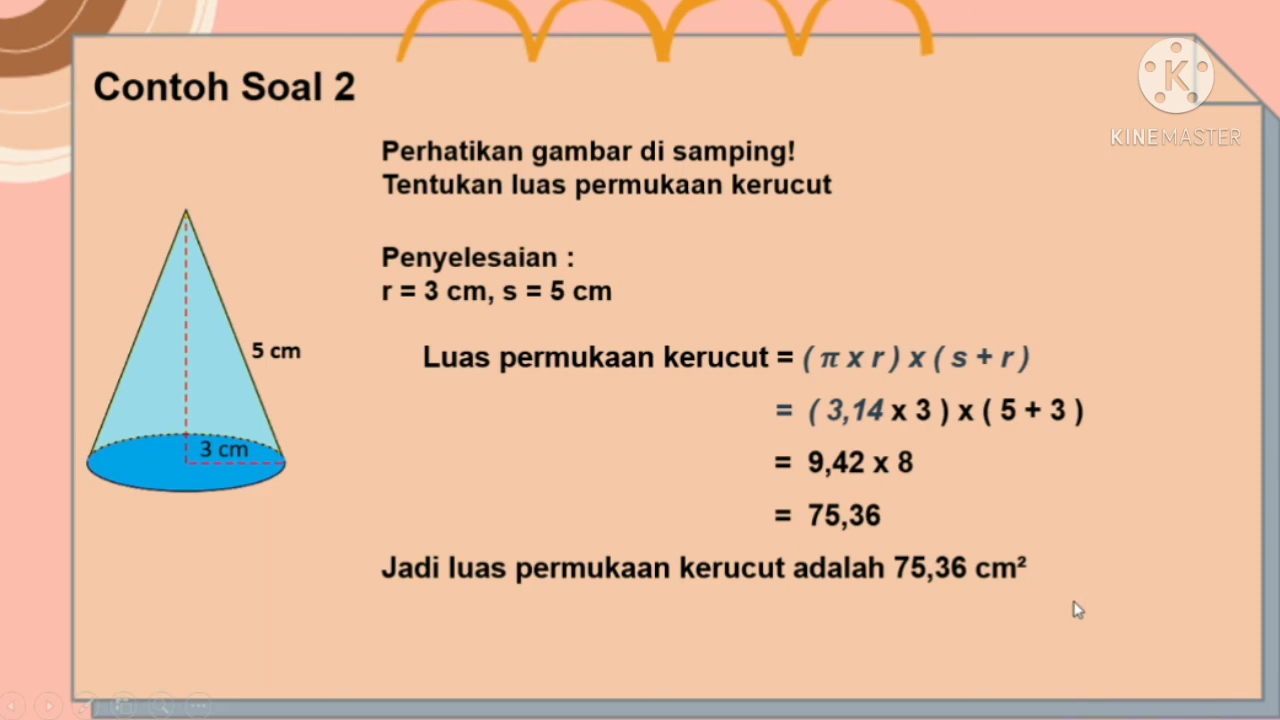 Contoh Soal 2
K
KINEMASTER
Perhatikan gambar di samping!
Tentukan luas permukaan kerucut
Penyelesaian :
r = 3 cm, s = 5 cm
5 cm
3 cm
Luas permukaan kerucut = ( π x r ) x ( s + r )
= ( 3,14 x 3 ) x ( 5 + 3 )
= 9,42 x 8
= 75,36
Jadi luas permukaan kerucut adalah 75,36 cm²